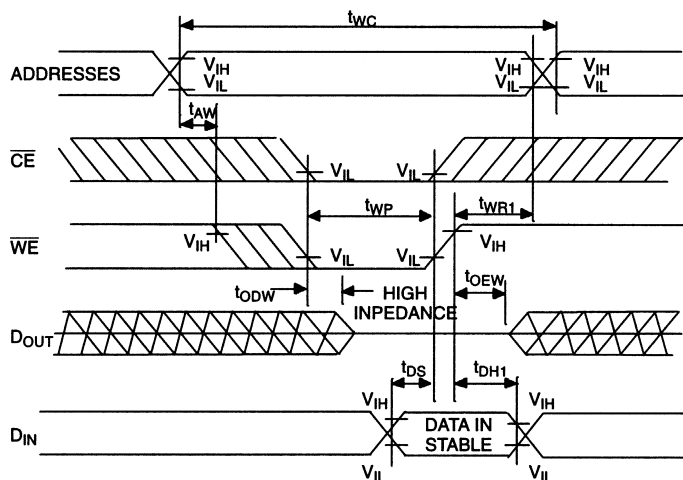 tWC
ADDRESSES
VIH
VIL
VIH
VIL
VIH
VIL
tAW
CE
VIL
VIL
tWP
tWR1
WE
VIH
VIL
VIL
VIH
tODW
HIGH
INPEDANCE
tOEW
DOUT
tDS
tDH1
VIH
VIH
DIN
DATA IN
STABLE
VIL
VIL